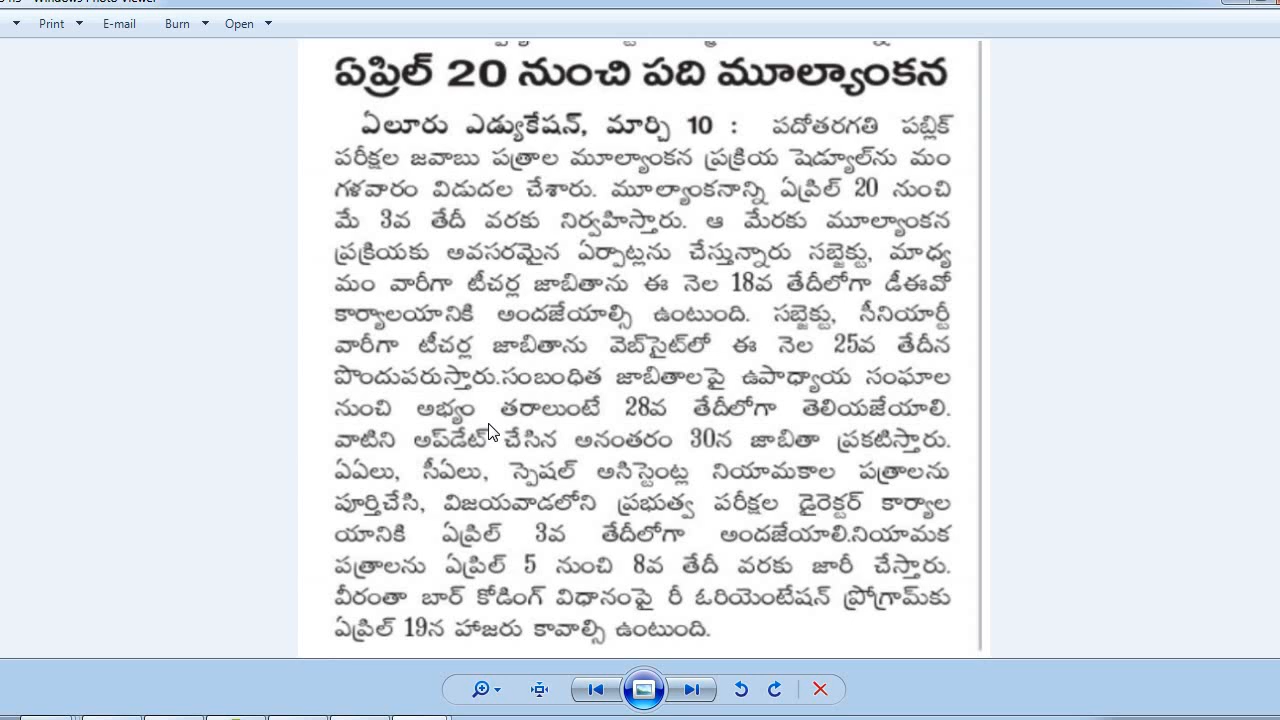 Print
E-mail
Burn
Open
ఏప్రిల్ 20 నుంచి పది మూల్యాంకన
ఏలూరు ఎడ్యుకేషన్, మార్చి 10 : పదోతరగతి పబ్లిక్
పరీక్షల జవాబు పత్రాల మూల్యాంకన ప్రక్రియ షెడ్యూల్‌ను మం
గళవారం విడుదల చేశారు. మూల్యాంకనాన్ని ఏప్రిల్ 20 నుంచి
మే 3వ తేదీ వరకు నిర్వహిస్తారు. ఆ మేరకు మూల్యాంకన
ప్రక్రియకు అవసరమైన ఏర్పాట్లను చేస్తున్నారు సబ్జెక్టు, మాధ్య
మం వారీగా టీచర్ల జాబితాను ఈ నెల 18వ తేదీలోగా డీఈవో
కార్యాలయానికి అందజేయాల్సి ఉంటుంది. సబ్జెక్టు, సీనియార్టీ
వారీగా టీచర్ల జాబితాను వెబ్‌సైట్‌లో ఈ నెల 25వ తేదీన
పొందుపరుస్తారు.సంబంధిత జాబితాలపై ఉపాధ్యాయ సంఘాల
నుంచి అభ్యం తరాలుంటే 28వ తేదీలోగా తెలియజేయాలి.
వాటిని అప్‌డేట్ చేసిన అనంతరం 30న జాబితా ప్రకటిస్తారు.
ఏఏలు, సీఏలు, స్పెషల్ అసిస్టెంట్ల నియామకాల పత్రాలను
పూర్తిచేసి, విజయవాడలోని ప్రభుత్వ పరీక్షల డైరెక్టర్ కార్యాల
యానికి ఏప్రిల్ 3వ తేదీలోగా అందజేయాలి.నియామక
పత్రాలను ఏప్రిల్ 5 నుంచి 8వ తేదీ వరకు జారీ చేస్తారు.
వీరంతా బార్ కోడింగ్ విధానంపై రీ ఓరియెంటేషన్ ప్రోగ్రామ్‌కు
ఏప్రిల్ 19న హాజరు కావాల్సి ఉంటుంది.